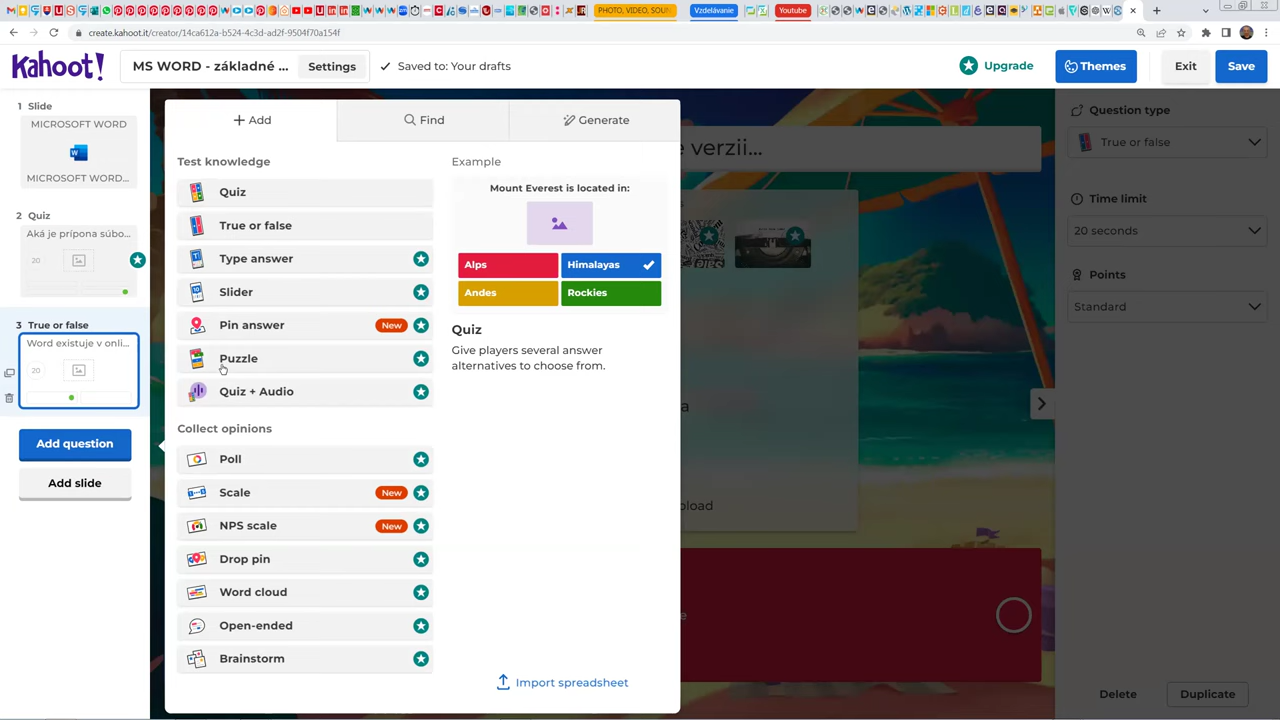 PHOTO, VIDEO, SOUN
Vzdelávanie
Youtube
create.kahoot.it/creator/14ca612a-b524-4c3d-ad2f-9504f70a154f
Kahoot!
MS WORD - základné ...
Settings
Saved to: Your drafts
Upgrade
Themes
Exit
Save
1 Slide
MICROSOFT WORD
MICROSOFT WORD...
2 Quiz
Aká je prípona súbo...
20
3 True or false
Word existuje v onli...
20
Add question
Add slide
Add
Find
Generate
Test knowledge
Quiz
True or false
Type answer
Slider
Pin answer
New
Puzzle
Quiz + Audio
Collect opinions
Poll
Scale
New
NPS scale
New
Drop pin
Word cloud
Open-ended
Brainstorm
Example
Mount Everest is located in:
Alps
Himalayas
Andes
Rockies
Quiz
Give players several answer
alternatives to choose from.
Import spreadsheet
e verzii...
a
load
e
Question type
True or false
Time limit
20 seconds
Points
Standard
Delete
Duplicate